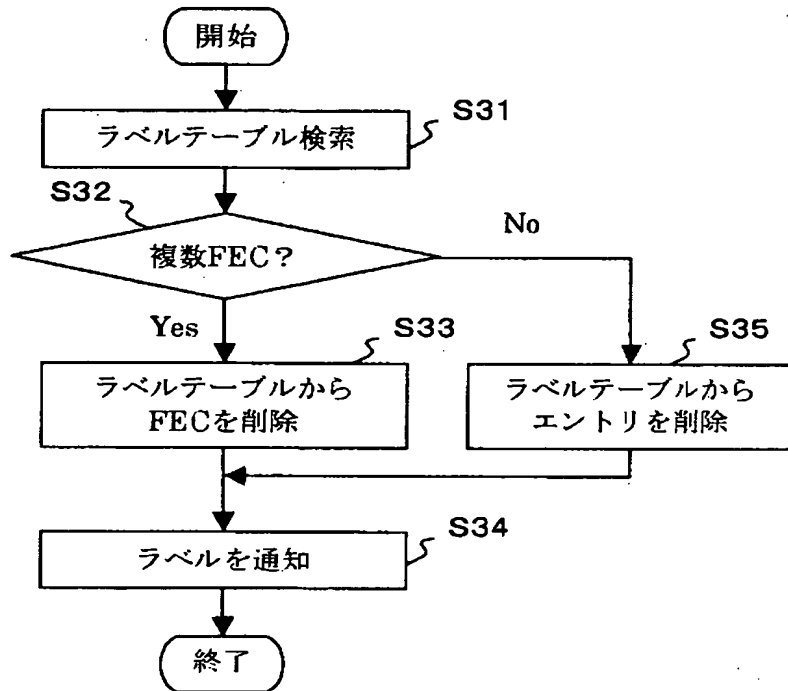 開始
S31
ラベルテーブル検索
S32
複数FEC？
No
Yes
S33
ラベルテーブルから
FECを削除
S35
ラベルテーブルから
エントリを削除
S34
ラベルを通知
終了